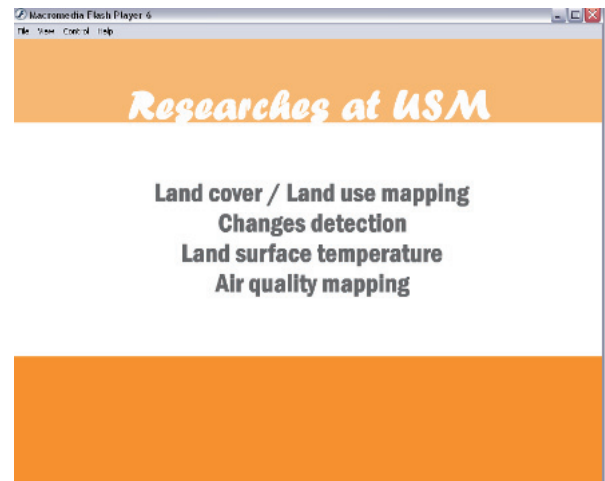 Macromedia Flash Player 6
File View Control Help
Researches at USM
Land cover / Land use mapping
Changes detection
Land surface temperature
Air quality mapping